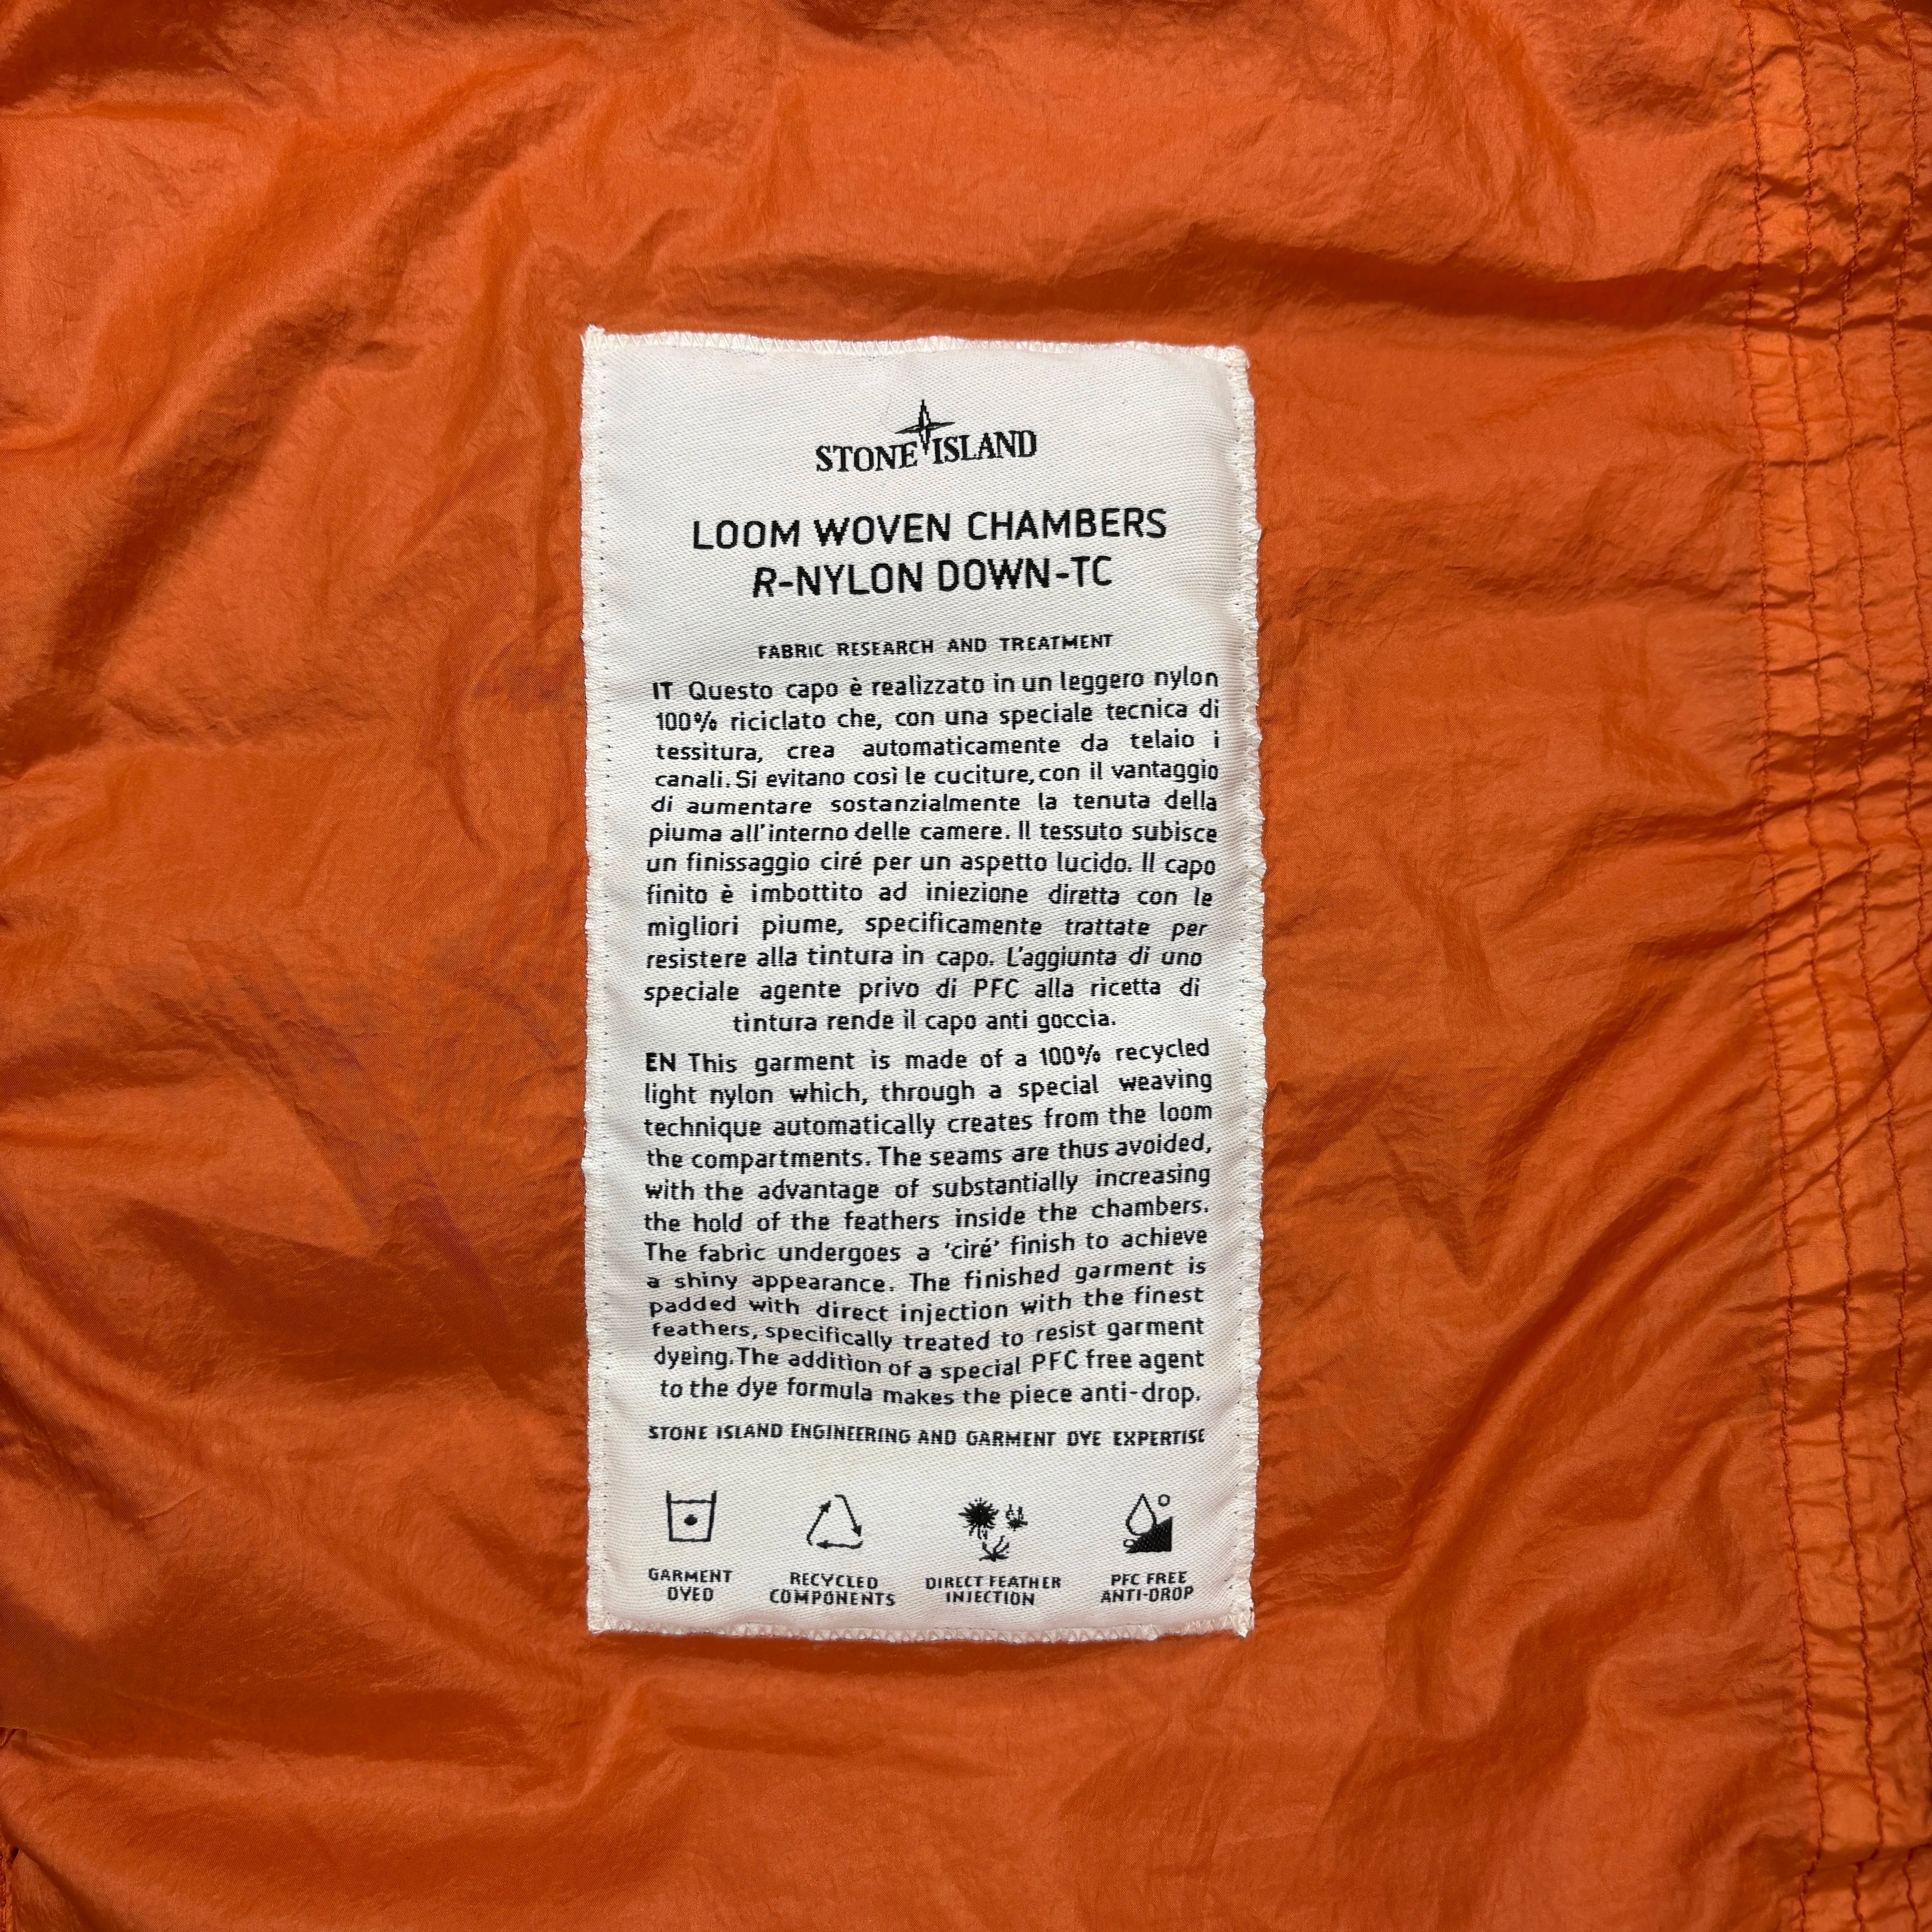 STONE ISLAND
LOOM WOVEN CHAMBERS
R-NYLON DOWN-TC
FABRIC RESEARCH AND TREATMENT
IT Questo capo è realizzato in un leggero nylon
100% riciclato che, con una speciale tecnica di
tessitura, crea automaticamente da telaio i
canali. Si evitano così le cuciture, con il vantaggio
di aumentare sostanzialmente la tenuta della
piuma all'interno delle camere. Il tessuto subisce
un finissaggio ciré per un aspetto lucido. Il capo
finito è imbottito ad iniezione diretta con le
migliori piume, specificamente trattate per
resistere alla tintura in capo. L'aggiunta di uno
speciale agente privo di PFC alla ricetta di
tintura rende il capo anti goccia.
EN This garment is made of a 100% recycled
light nylon which, through a special weaving
technique automatically creates from the loom
the compartments. The seams are thus avoided,
with the advantage of substantially increasing
the hold of the feathers inside the chambers.
The fabric undergoes a 'ciré' finish to achieve
a shiny appearance. The finished garment is
padded with direct injection with the finest
feathers, specifically treated to resist garment
dyeing. The addition of a special PFC free agent
to the dye formula makes the piece anti-drop.
STONE ISLAND ENGINEERING AND GARMENT DYE EXPERTISE
GARMENT DYED
RECYCLED COMPONENTS
DIRECT FEATHER INJECTION
PFC FREE ANTI-DROP